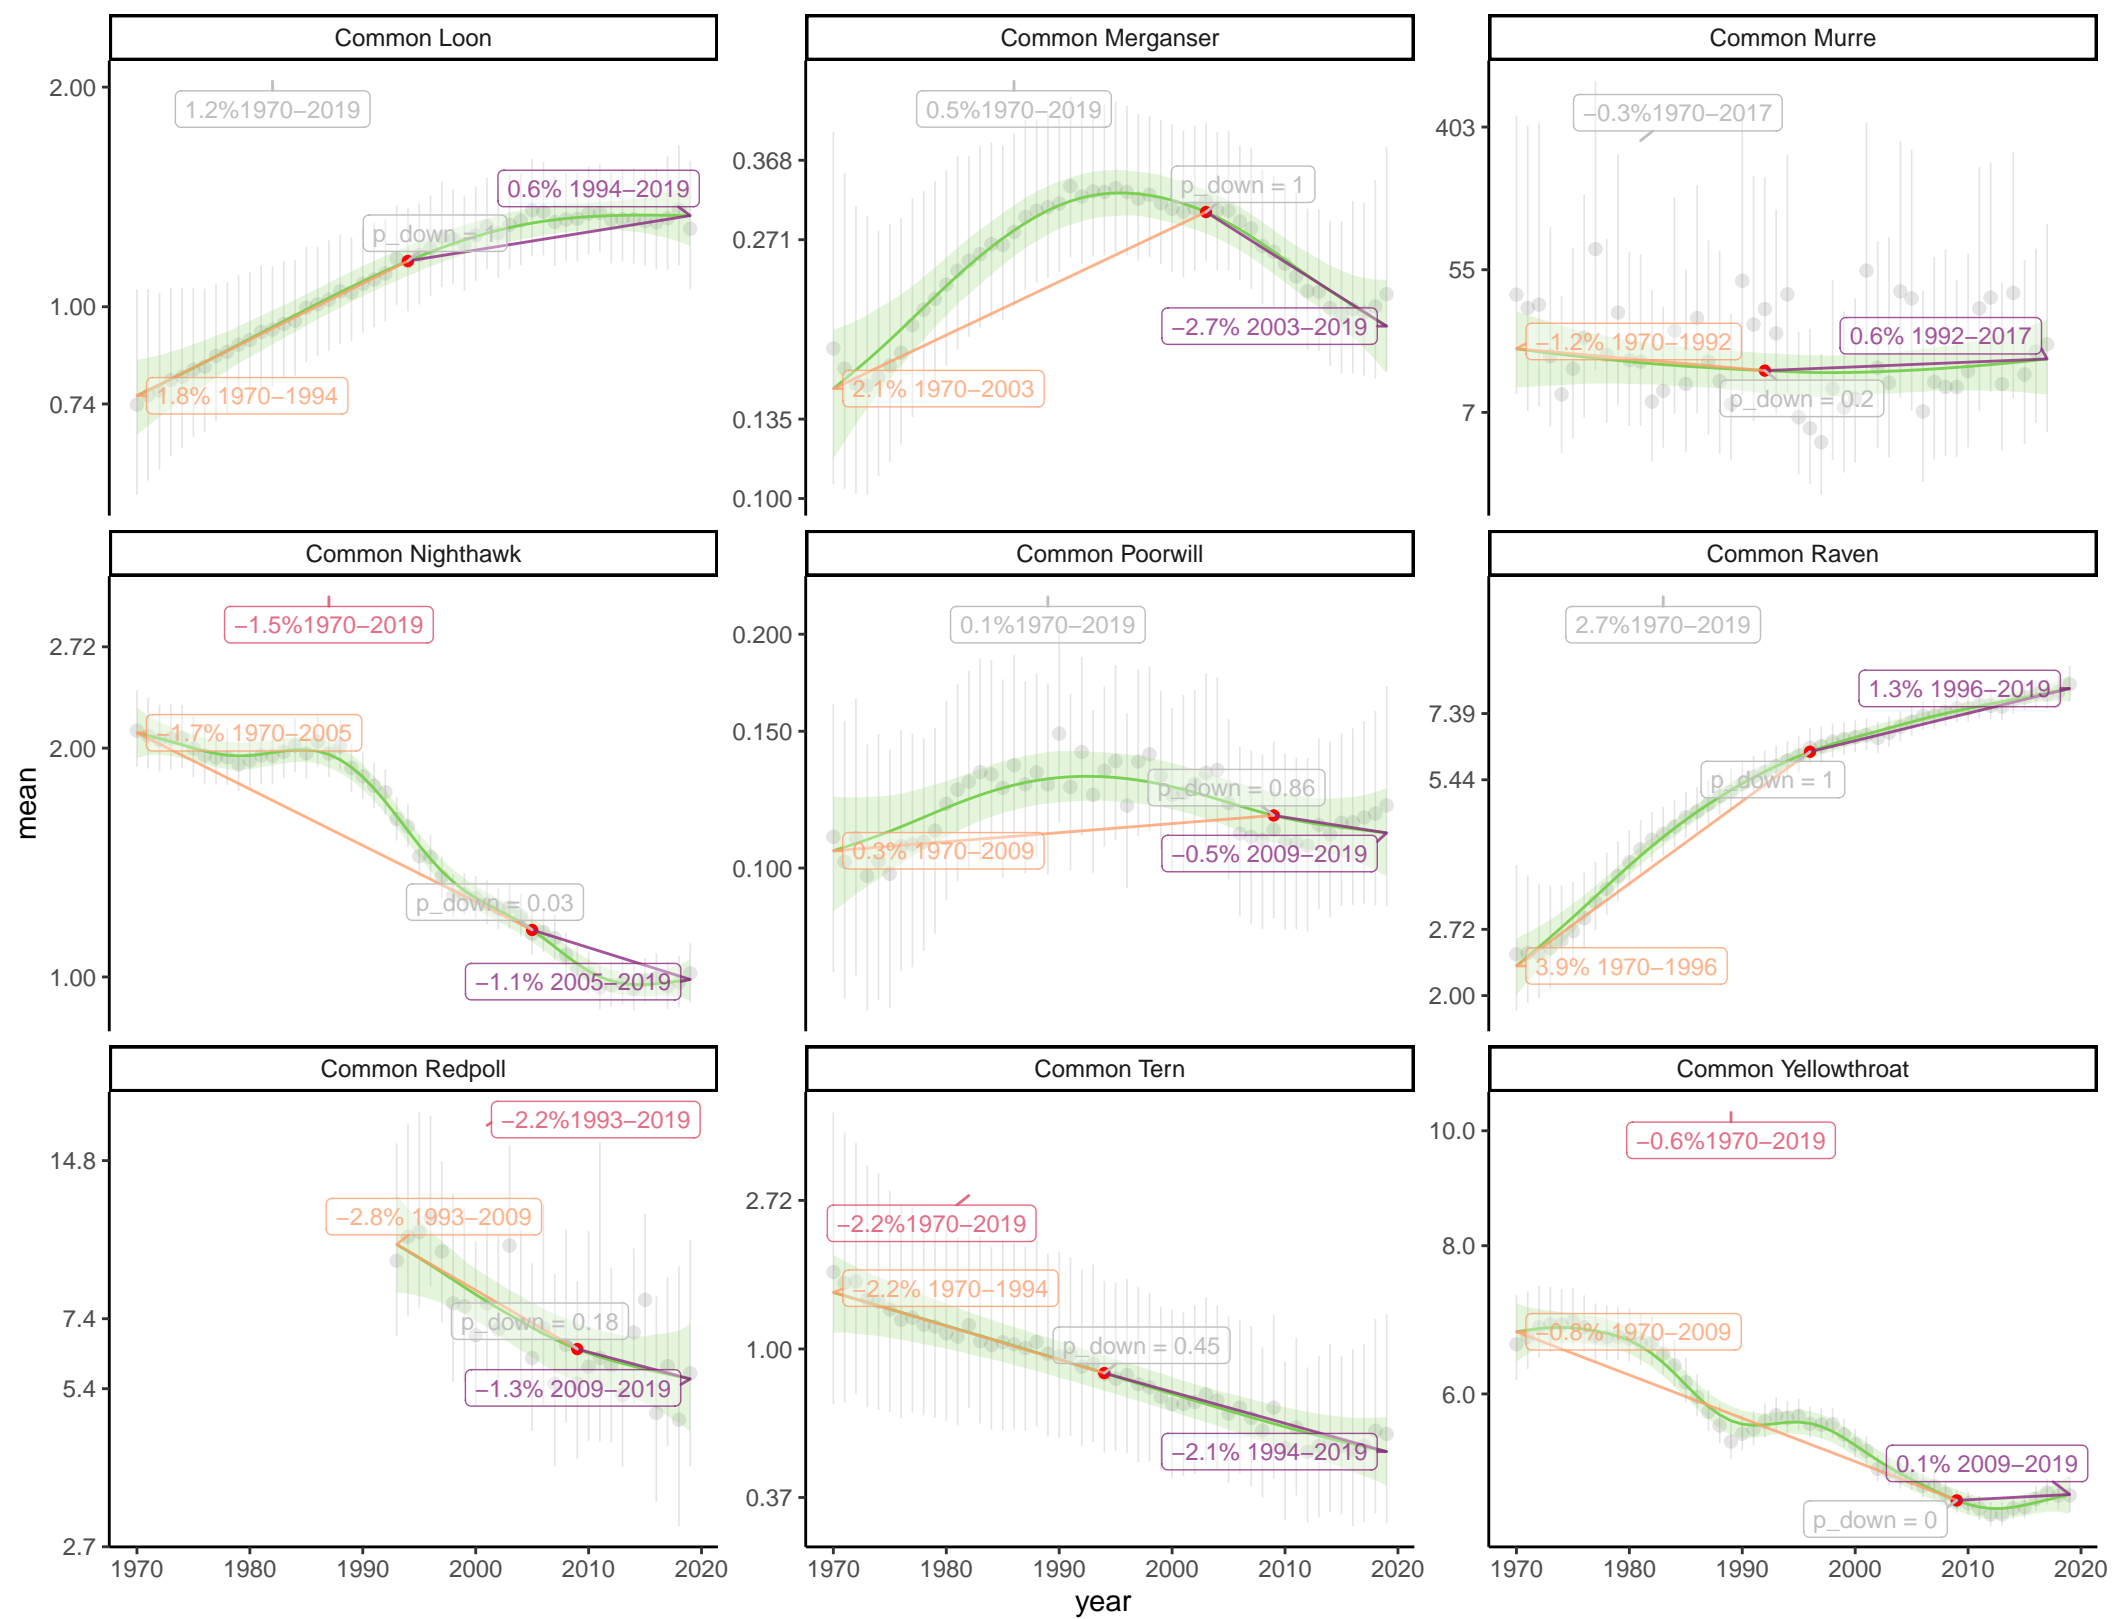 Common Loon
2.00
1.00
0.74
1.2%1970–2019
0.6% 1994–2019
p_down = 1
1.8% 1970–1994
Common Merganser
0.368
0.271
0.135
0.100
0.5%1970–2019
p_down = 1
−2.7% 2003–2019
2.1% 1970–2003
Common Murre
403
55
7
−0.3%1970–2017
−1.2% 1970–1992
0.6% 1992–2017
p_down = 0.2
Common Nighthawk
2.72
2.00
1.00
−1.5%1970–2019
−1.7% 1970–2005
p_down = 0.03
−1.1% 2005–2019
Common Poorwill
0.200
0.150
0.100
0.1%1970–2019
p_down = 0.86
0.3% 1970–2009
−0.5% 2009–2019
Common Raven
7.39
5.44
2.72
2.00
2.7%1970–2019
1.3% 1996–2019
p_down = 1
3.9% 1970–1996
mean
Common Redpoll
14.8
7.4
5.4
2.7
−2.2%1993–2019
−2.8% 1993–2009
p_down = 0.18
−1.3% 2009–2019
1970 1980 1990 2000 2010 2020
Common Tern
2.72
1.00
0.37
−2.2%1970–2019
−2.2% 1970–1994
p_down = 0.45
−2.1% 1994–2019
1970 1980 1990 2000 2010 2020
Common Yellowthroat
10.0
8.0
6.0
−0.6%1970–2019
−0.8% 1970–2009
0.1% 2009–2019
p_down = 0
1970 1980 1990 2000 2010 2020
year